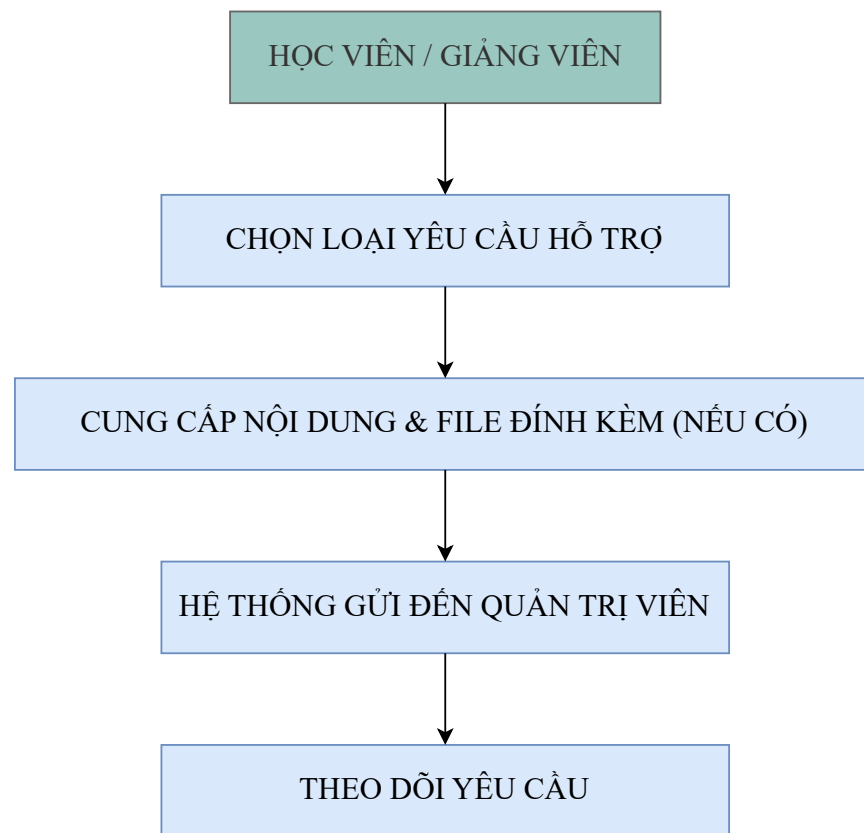 HỌC VIÊN / GIẢNG VIÊN
CHỌN LOẠI YÊU CẦU HỖ TRỢ
CUNG CẤP NỘI DUNG & FILE ĐÍNH KÈM (NẾU CÓ)
HỆ THỐNG GỬI ĐẾN QUẢN TRỊ VIÊN
THEO DÕI YÊU CẦU